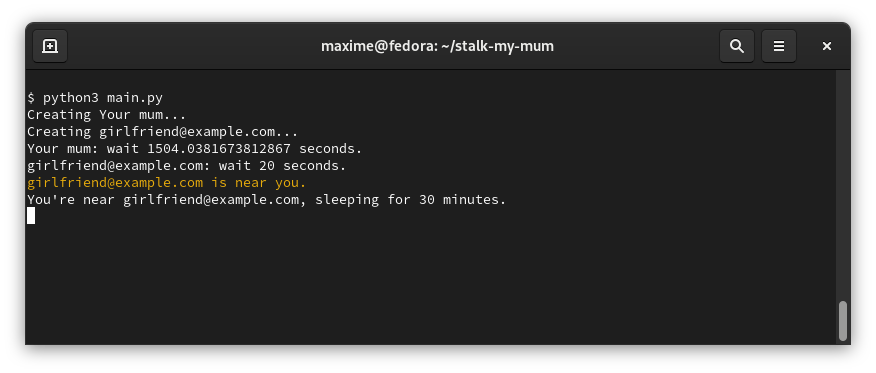 maxime@fedora: ~/stalk-my-mum
$ python3 main.py
Creating Your mum...
Creating girlfriend@example.com...
Your mum: wait 1504.0381673812867 seconds.
girlfriend@example.com: wait 20 seconds.
girlfriend@example.com is near you.
You're near girlfriend@example.com, sleeping for 30 minutes.